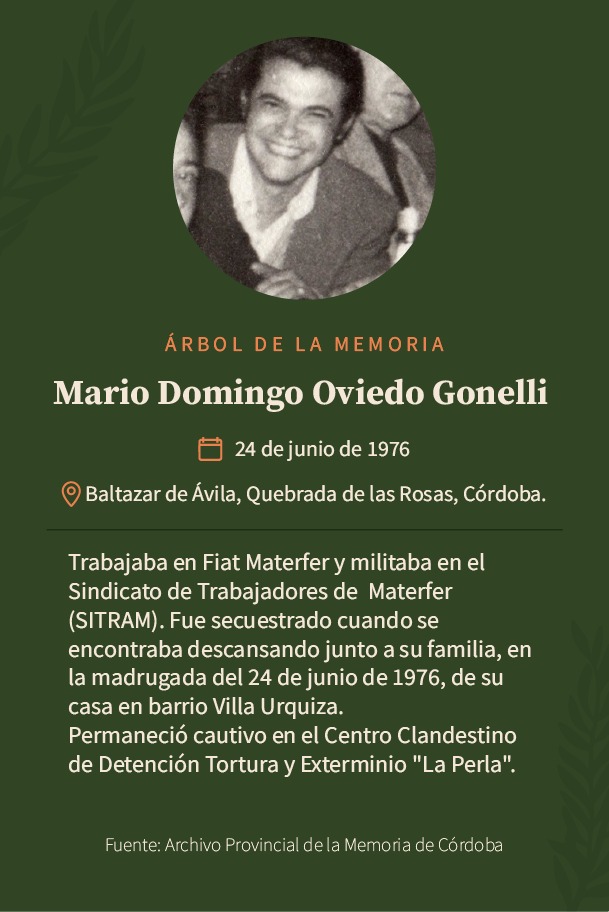 ÁRBOL DE LA MEMORIA
Mario Domingo Oviedo Gonelli
24 de junio de 1976
Baltazar de Ávila, Quebrada de las Rosas, Córdoba.
Trabajaba en Fiat Materfer y militaba en el
Sindicato de Trabajadores de Materfer
(SITRAM). Fue secuestrado cuando se
encontraba descansando junto a su familia, en
la madrugada del 24 de junio de 1976, de su
casa en barrio Villa Urquiza.
Permaneció cautivo en el Centro Clandestino
de Detención Tortura y Exterminio "La Perla".
Fuente: Archivo Provincial de la Memoria de Córdoba